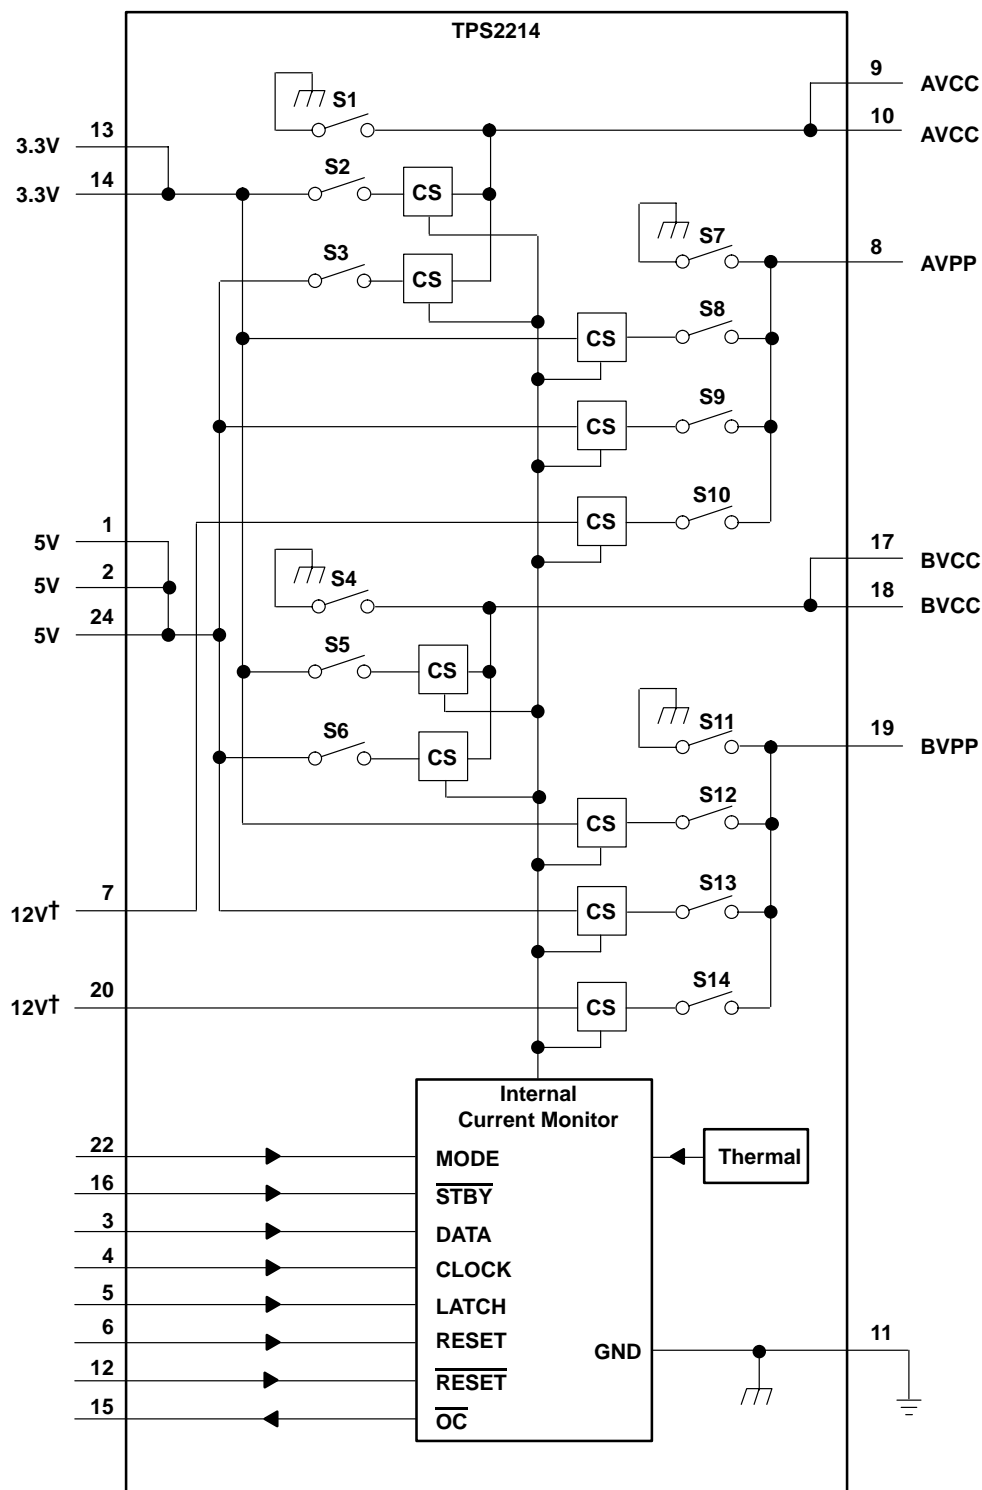 TPS2214
9
AVCC
S1
10
AVCC
13
3.3V
S2
14
3.3V
CS
S7
8
AVPP
S3
CS
S8
CS
S9
CS
S10
1
CS
5V
17
BVCC
2
S4
5V
18
BVCC
24
5V
S5
CS
S11
19
BVPP
S6
CS
S12
CS
7
S13
12V†
CS
20
S14
12V†
CS
Internal
Current Monitor
22
MODE
Thermal
16
STBY
3
DATA
4
CLOCK
5
LATCH
6
RESET
GND
11
12
RESET
15
OC